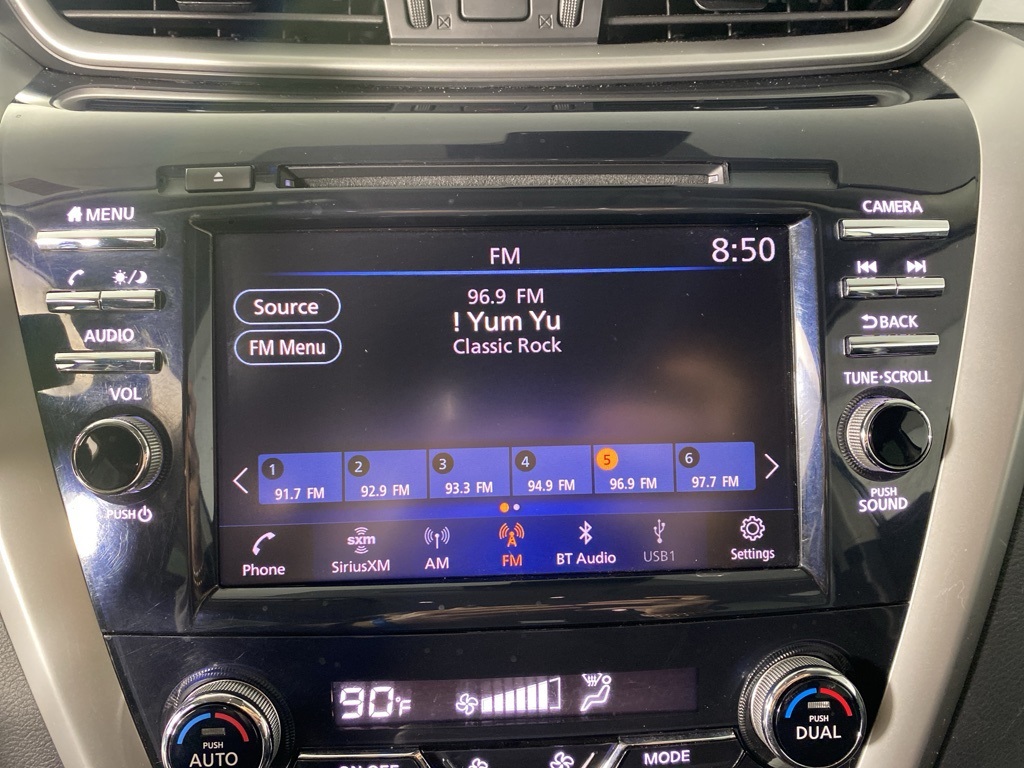 MENU
CAMERA
FM
8:50
Source
96.9 FM
! Yum Yu
Classic Rock
FM Menu
AUDIO
BACK
VOL
TUNE•SCROLL
1
2
3
4
5
6
91.7 FM
92.9 FM
93.3 FM
94.9 FM
96.9 FM
97.7 FM
PUSH
PUSH
SOUND
Phone
sxm
SiriusXM
AM
FM
BT Audio
USB1
Settings
90°F
PUSH
AUTO
PUSH
DUAL
ON·OFF
MODE